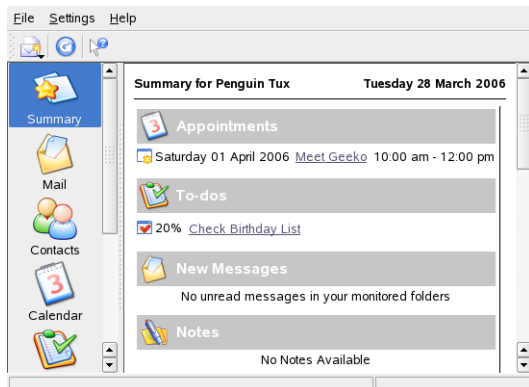 File Settings Help
Summary
Mail
Contacts
3
Calendar
Summary for Penguin Tux Tuesday 28 March 2006
3 Appointments
Saturday 01 April 2006 Meet Geeko 10:00 am - 12:00 pm
To-dos
20% Check Birthday List
New Messages
No unread messages in your monitored folders
Notes
No Notes Available